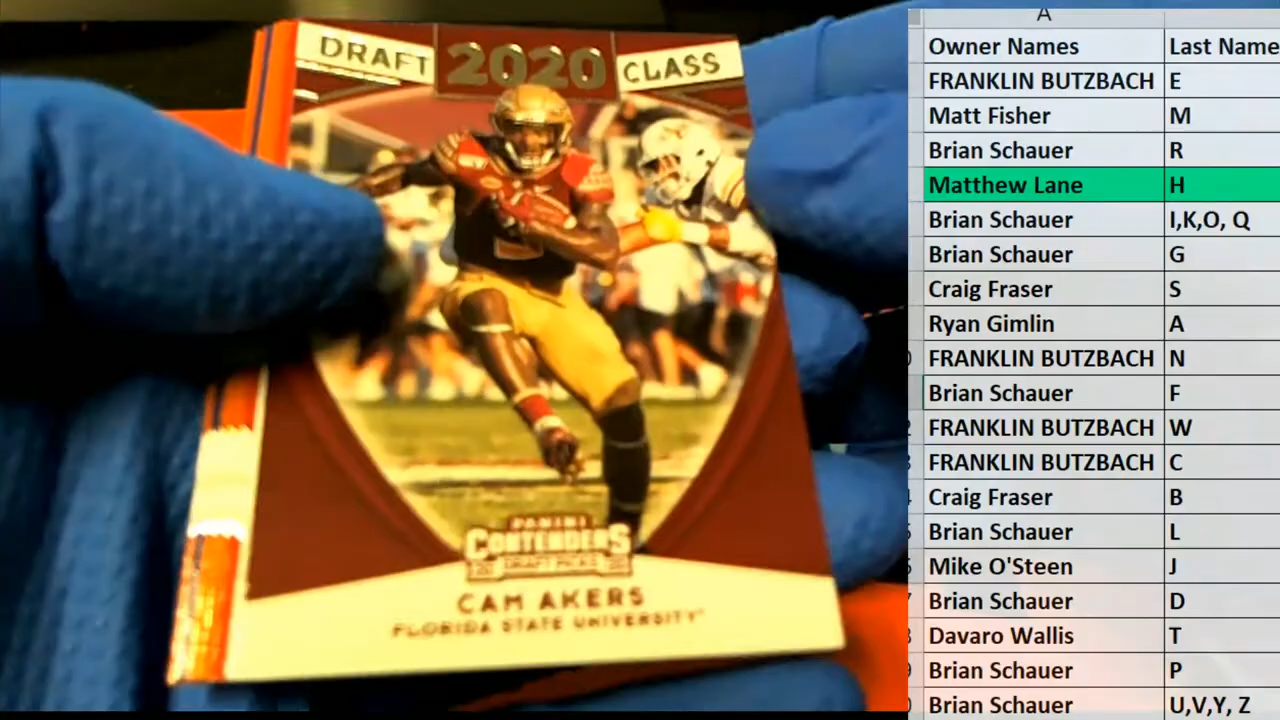 DRAFT 2020 CLASS
PANINI
CONTENDERS
DRAFT PICKS
CAM AKERS
FLORIDA STATE UNIVERSITY
A
Owner Names Last Name
FRANKLIN BUTZBACH E
Matt Fisher M
Brian Schauer R
Matthew Lane H
Brian Schauer I,K,O, Q
Brian Schauer G
Craig Fraser S
Ryan Gimlin A
FRANKLIN BUTZBACH N
Brian Schauer F
FRANKLIN BUTZBACH W
FRANKLIN BUTZBACH C
Craig Fraser B
Brian Schauer L
Mike O'Steen J
Brian Schauer D
Davaro Wallis T
Brian Schauer P
Brian Schauer U,V,Y, Z